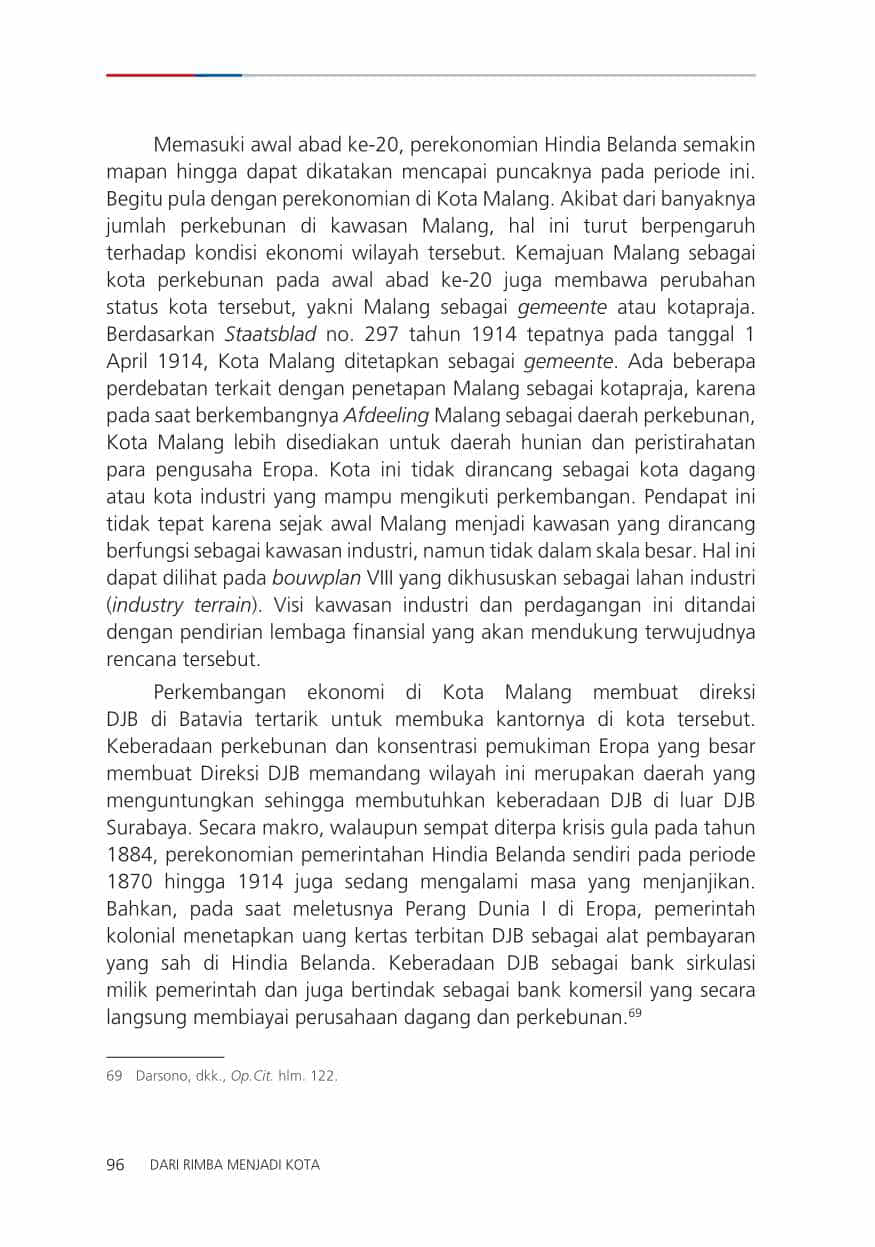 Memasuki awal abad ke-20, perekonomian Hindia Belanda semakin
mapan hingga dapat dikatakan mencapai puncaknya pada periode ini.
Begitu pula dengan perekonomian di Kota Malang. Akibat dari banyaknya
jumlah perkebunan di kawasan Malang, hal ini turut berpengaruh
terhadap kondisi ekonomi wilayah tersebut. Kemajuan Malang sebagai
kota perkebunan pada awal abad ke-20 juga membawa perubahan
status kota tersebut, yakni Malang sebagai gemeente atau kotapraja.
Berdasarkan Staatsblad no. 297 tahun 1914 tepatnya pada tanggal 1
April 1914, Kota Malang ditetapkan sebagai gemeente. Ada beberapa
perdebatan terkait dengan penetapan Malang sebagai kotapraja, karena
pada saat berkembangnya Afdeeling Malang sebagai daerah perkebunan,
Kota Malang lebih disediakan untuk daerah hunian dan peristirahatan
para pengusaha Eropa. Kota ini tidak dirancang sebagai kota dagang
atau kota industri yang mampu mengikuti perkembangan. Pendapat ini
tidak tepat karena sejak awal Malang menjadi kawasan yang dirancang
berfungsi sebagai kawasan industri, namun tidak dalam skala besar. Hal ini
dapat dilihat pada bouwplan VIII yang dikhususkan sebagai lahan industri
(industry terrain). Visi kawasan industri dan perdagangan ini ditandai
dengan pendirian lembaga finansial yang akan mendukung terwujudnya
rencana tersebut.
Perkembangan ekonomi di Kota Malang membuat direksi
DJB di Batavia tertarik untuk membuka kantornya di kota tersebut.
Keberadaan perkebunan dan konsentrasi pemukiman Eropa yang besar
membuat Direksi DJB memandang wilayah ini merupakan daerah yang
menguntungkan sehingga membutuhkan keberadaan DJB di luar DJB
Surabaya. Secara makro, walaupun sempat diterpa krisis gula pada tahun
1884, perekonomian pemerintahan Hindia Belanda sendiri pada periode
1870 hingga 1914 juga sedang mengalami masa yang menjanjikan.
Bahkan, pada saat meletusnya Perang Dunia I di Eropa, pemerintah
kolonial menetapkan uang kertas terbitan DJB sebagai alat pembayaran
yang sah di Hindia Belanda. Keberadaan DJB sebagai bank sirkulasi
milik pemerintah dan juga bertindak sebagai bank komersil yang secara
langsung membiayai perusahaan dagang dan perkebunan.69
69 Darsono, dkk., Op.Cit. hlm. 122.
96 DARI RIMBA MENJADI KOTA